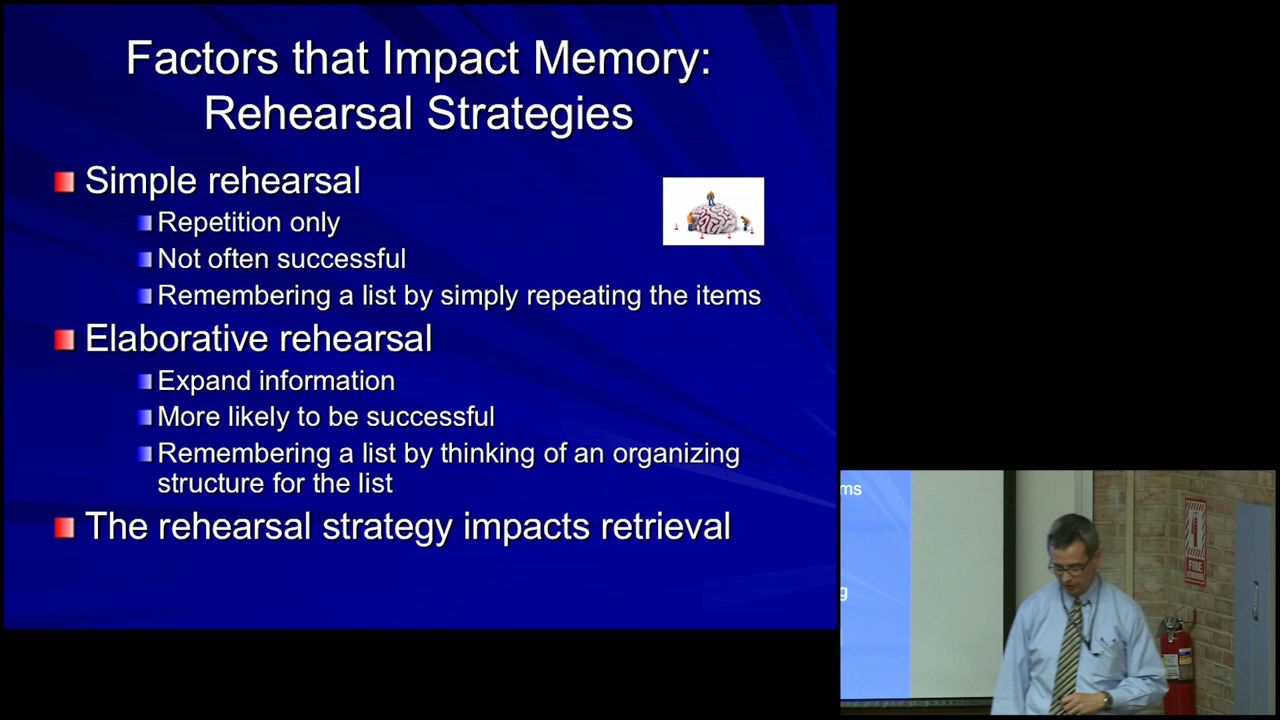 Factors that Impact Memory:
Rehearsal Strategies
Simple rehearsal
Repetition only
Not often successful
Remembering a list by simply repeating the items
Elaborative rehearsal
Expand information
More likely to be successful
Remembering a list by thinking of an organizing
structure for the list
The rehearsal strategy impacts retrieval
ms
g
FIRE